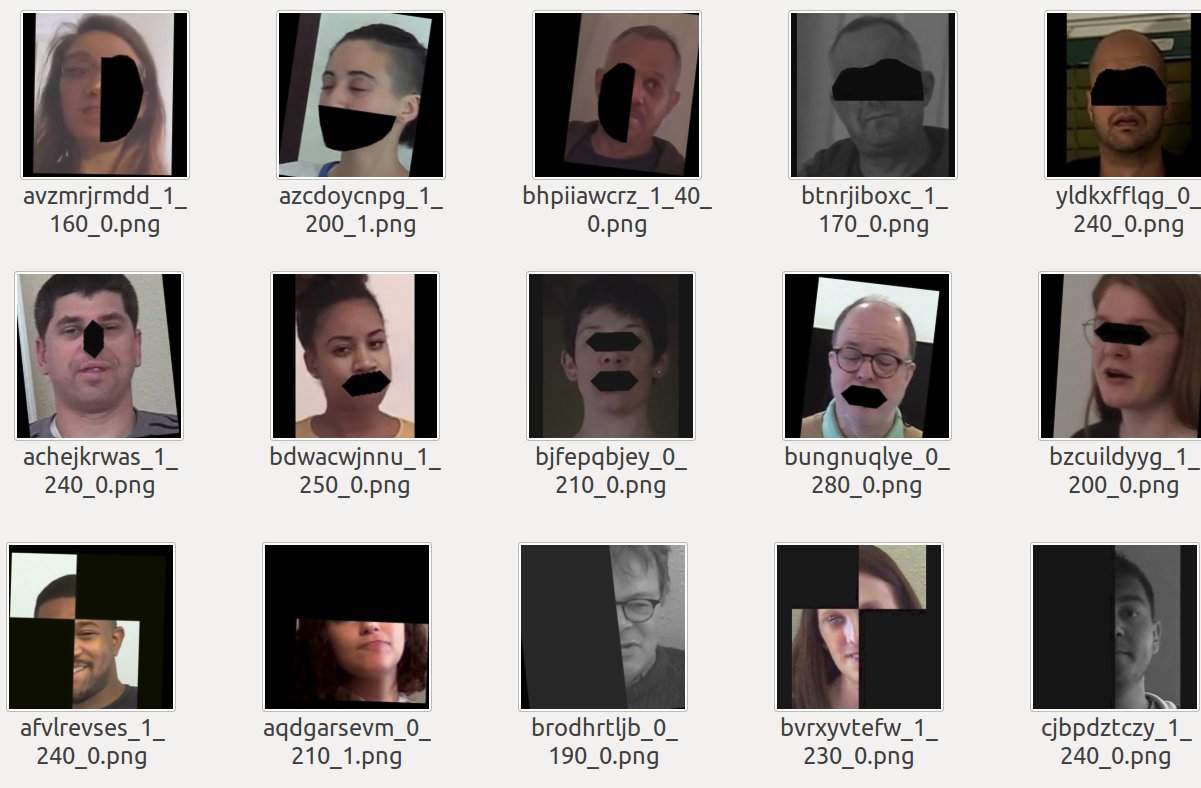 avzmrjrmdd_1_
160_0.png
azcdoycnpg_1_
200_1.png
bhpiiawcrz_1_40_
0.png
btnrjiboxc_1_
170_0.png
yldkxfflqg_0_
240_0.png
achejkrwas_1_
240_0.png
bdwacwjnnu_1_
250_0.png
bjfepqbjey_0_
210_0.png
bungnuqlye_0_
280_0.png
bzcuildyyg_1_
200_0.png
afvlrevses_1_
240_0.png
aqdgarsevm_0_
210_1.png
brodhrtljb_0_
190_0.png
bvrxyvtefw_1_
230_0.png
cjbpdztczy_1_
240_0.png